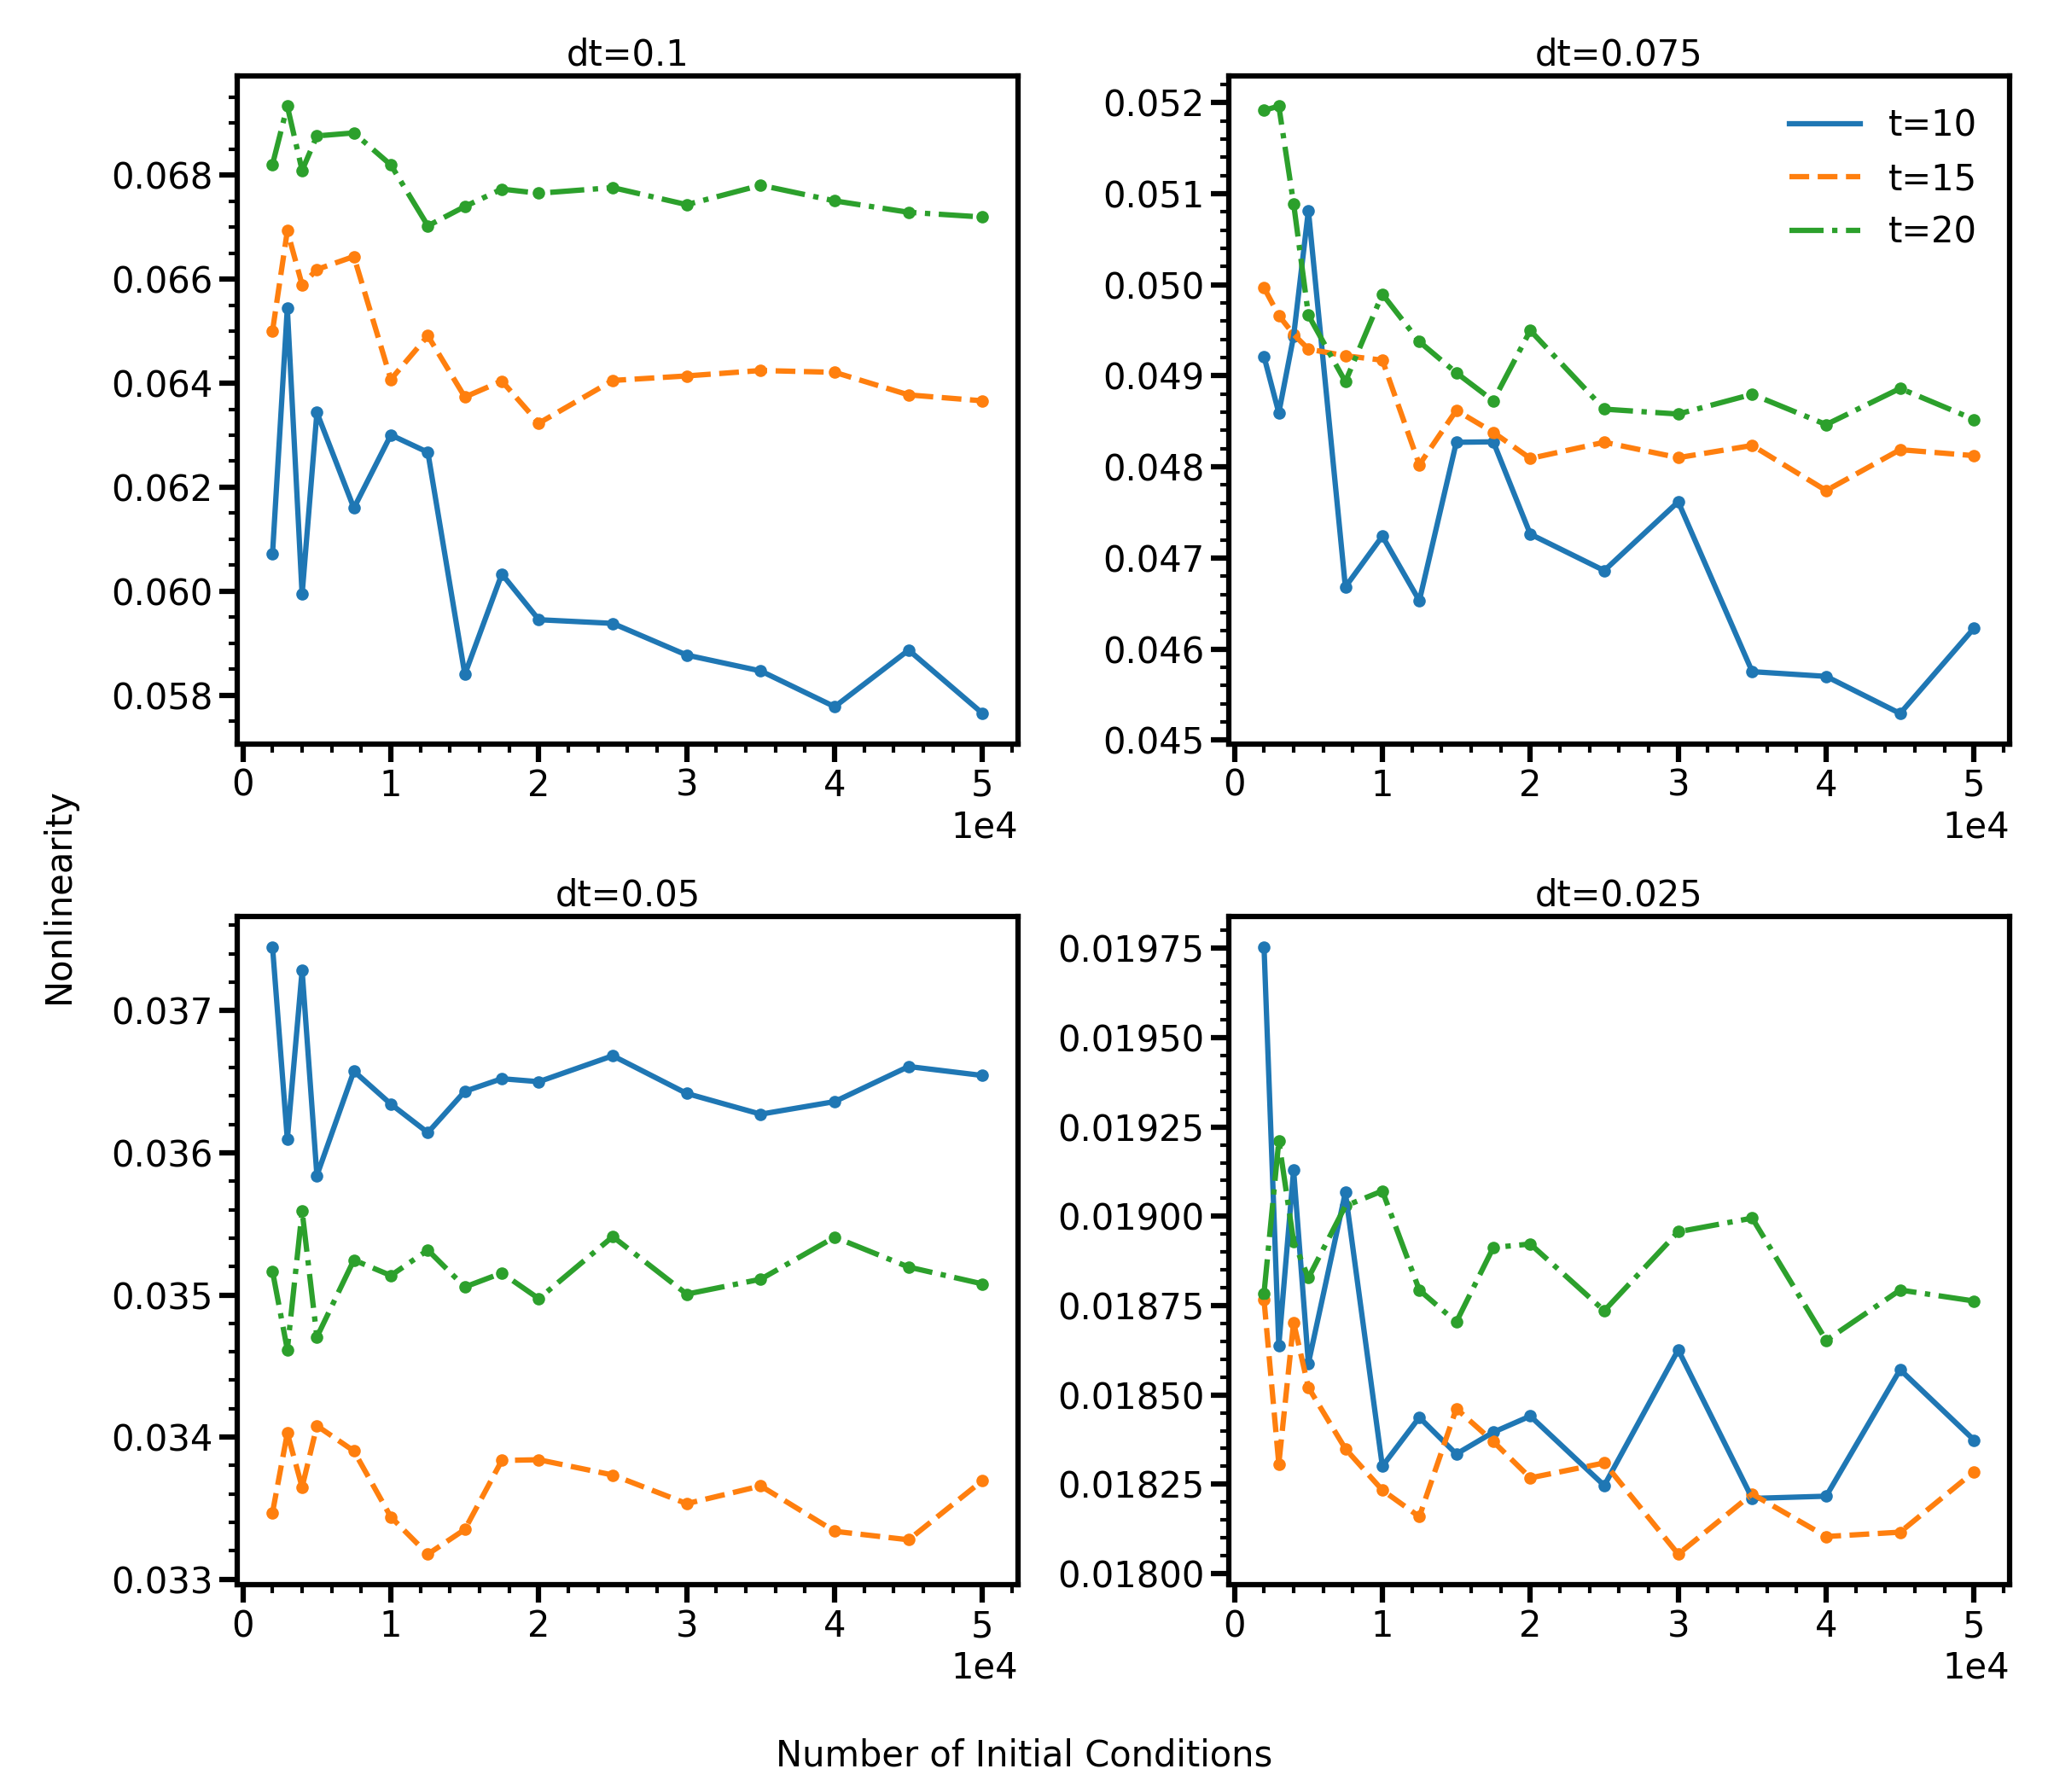 dt=0.1
0.068
0.066
0.064
0.062
0.060
0.058
0 1 2 3 4 5
1e4
dt=0.075
t=10
t=15
t=20
0.052
0.051
0.050
0.049
0.048
0.047
0.046
0.045
0 1 2 3 4 5
1e4
Nonlinearity
dt=0.05
0.037
0.036
0.035
0.034
0.033
0 1 2 3 4 5
1e4
dt=0.025
0.01975
0.01950
0.01925
0.01900
0.01875
0.01850
0.01825
0.01800
0 1 2 3 4 5
1e4
Number of Initial Conditions